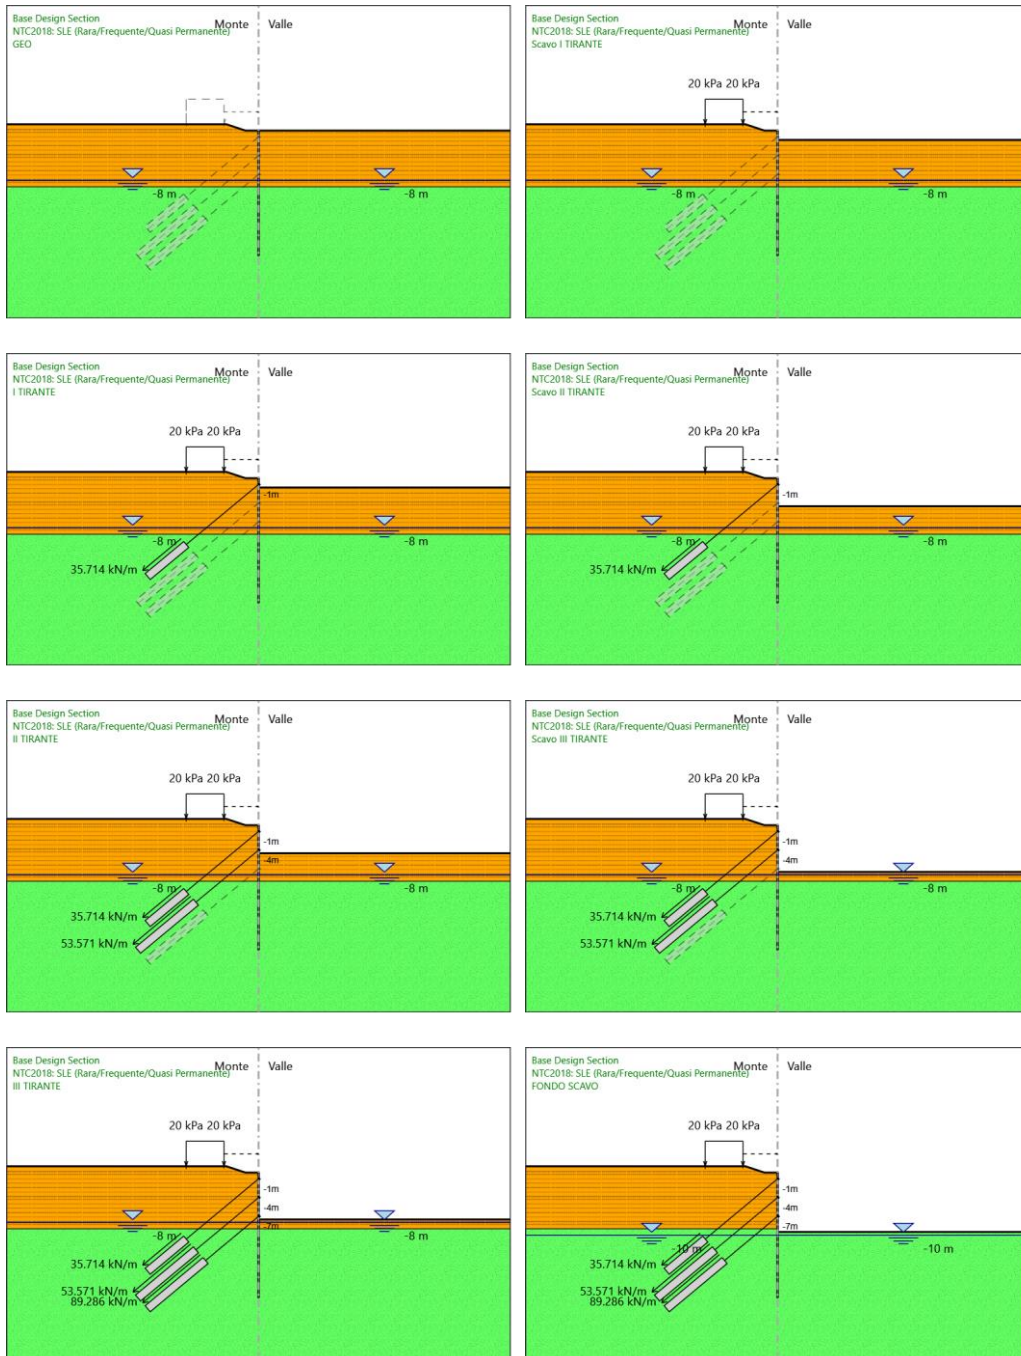 Base Design Section
NTC2018: SLE (Rara/Frequente/Quasi Permanente)
GEO
Monte
Valle
-8 m
-8 m
Base Design Section
NTC2018: SLE (Rara/Frequente/Quasi Permanente)
Scavo I TIRANTE
Monte
Valle
20 kPa 20 kPa
-8 m
-8 m
Base Design Section
NTC2018: SLE (Rara/Frequente/Quasi Permanente)
I TIRANTE
Monte
Valle
20 kPa 20 kPa
-1m
-8 m
-8 m
35.714 kN/m
Base Design Section
NTC2018: SLE (Rara/Frequente/Quasi Permanente)
Scavo II TIRANTE
Monte
Valle
20 kPa 20 kPa
-1m
-8 m
-8 m
35.714 kN/m
Base Design Section
NTC2018: SLE (Rara/Frequente/Quasi Permanente)
II TIRANTE
Monte
Valle
20 kPa 20 kPa
-1m
-4m
-8 m
-8 m
35.714 kN/m
53.571 kN/m
Base Design Section
NTC2018: SLE (Rara/Frequente/Quasi Permanente)
Scavo III TIRANTE
Monte
Valle
20 kPa 20 kPa
-1m
-4m
-8 m
-8 m
35.714 kN/m
53.571 kN/m
Base Design Section
NTC2018: SLE (Rara/Frequente/Quasi Permanente)
III TIRANTE
Monte
Valle
20 kPa 20 kPa
-1m
-4m
-7m
-8 m
-8 m
35.714 kN/m
53.571 kN/m
89.286 kN/m
Base Design Section
NTC2018: SLE (Rara/Frequente/Quasi Permanente)
FONDO SCAVO
Monte
Valle
20 kPa 20 kPa
-1m
-4m
-7m
-10 m
-10 m
35.714 kN/m
53.571 kN/m
89.286 kN/m